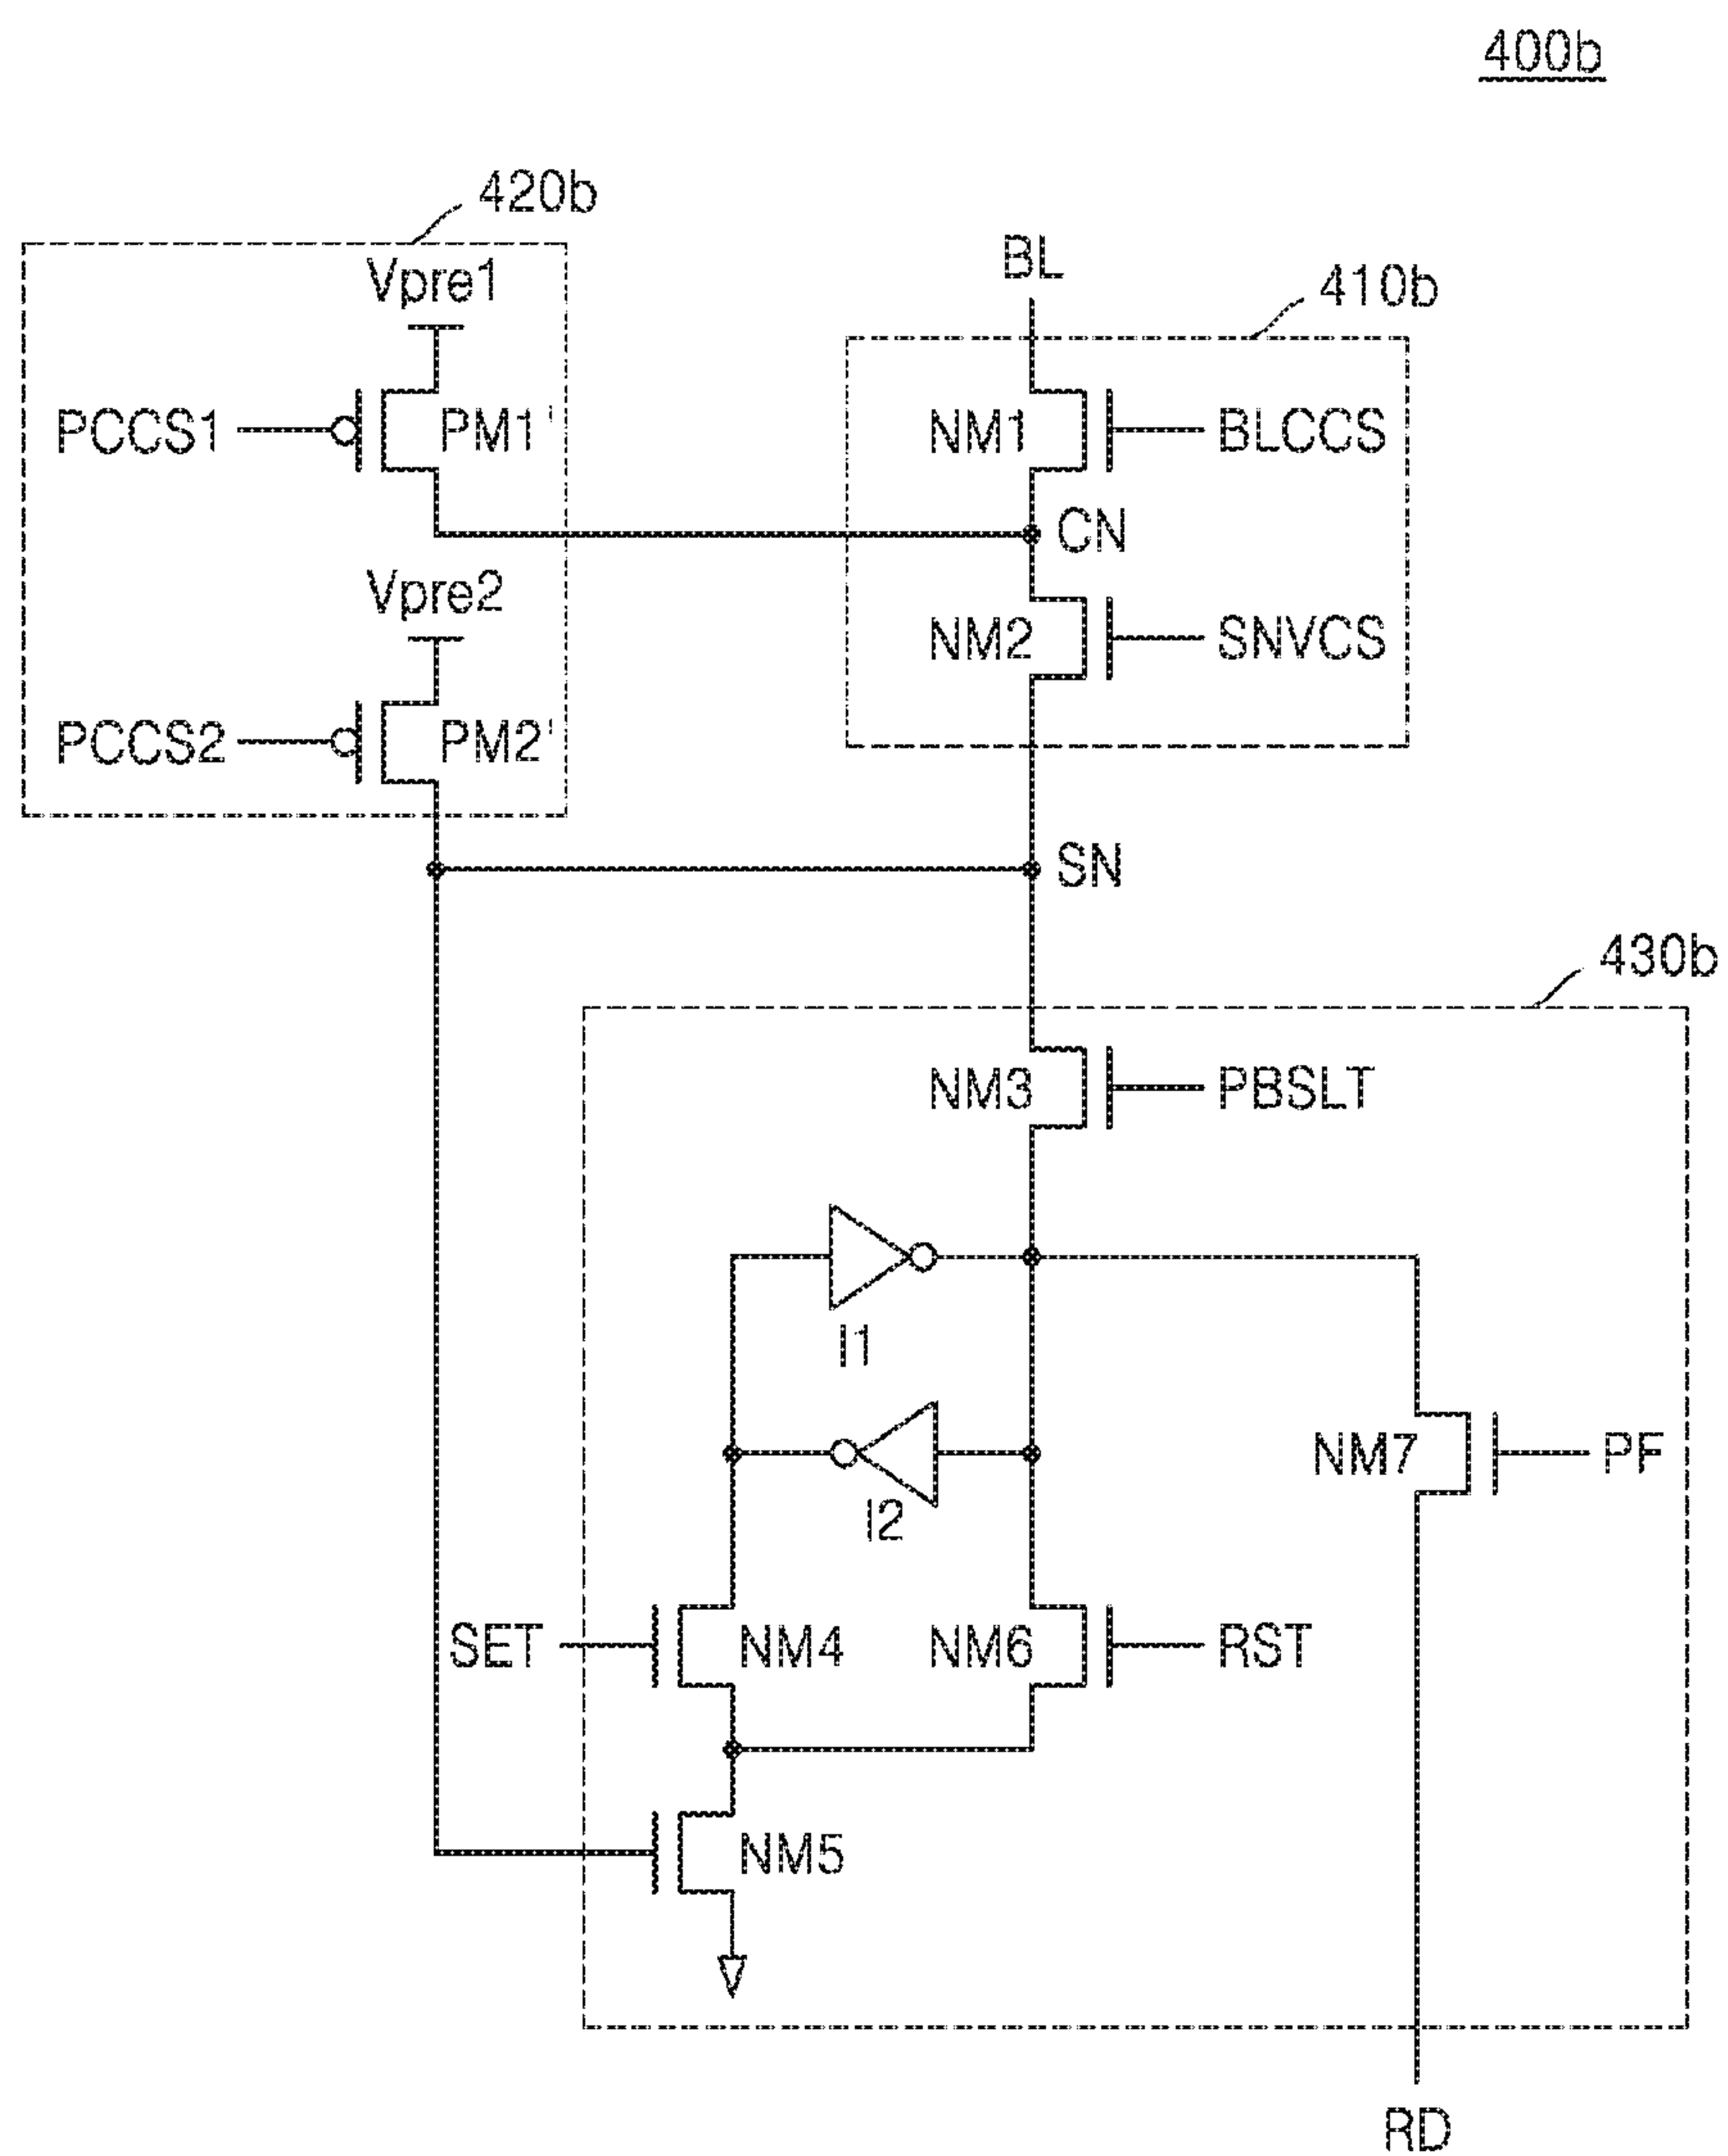 400b
420b
Vpre1
BL
410b
PCCS1
PM1'
NM1
BLCCS
CN
Vpre2
NM2
SNVCS
PCCS2
PM2'
SN
430b
NM3
PBSLT
I1
NM7
PF
I2
SET
NM4
NM6
RST
NM5
RD